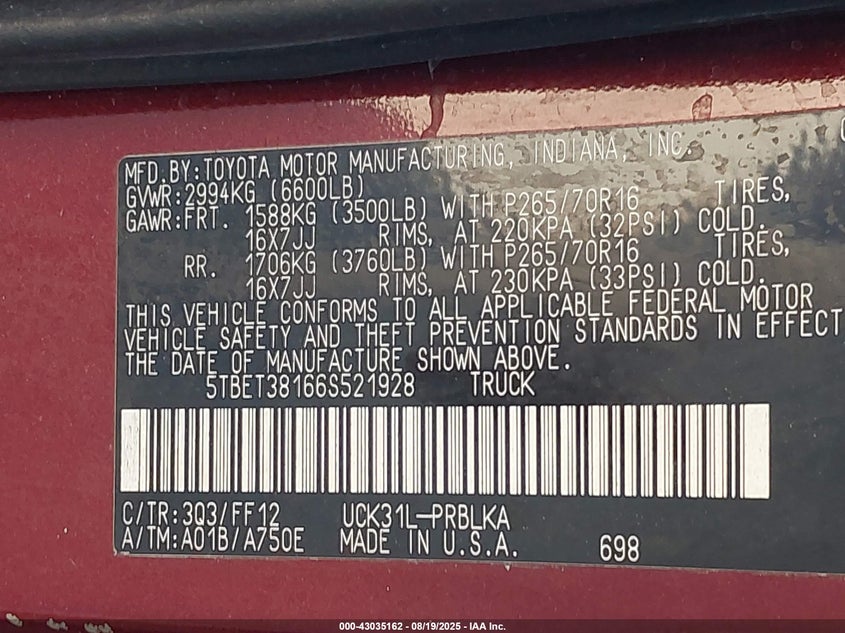 MFD.BY:TOYOTA MOTOR MANUFACTURING, INDIANA, INC.
GVWR:2994KG (6600LB)
GAWR:FRT. 1588KG (3500LB) WITH P265/70R16 TIRES,
16X7JJ RIMS, AT 220KPA (32PSI) COLD.
RR. 1706KG (3760LB) WITH P265/70R16 TIRES,
16X7JJ RIMS, AT 230KPA (33PSI) COLD.
THIS VEHICLE CONFORMS TO ALL APPLICABLE FEDERAL MOTOR
VEHICLE SAFETY AND THEFT PREVENTION STANDARDS IN EFFECT
THE DATE OF MANUFACTURE SHOWN ABOVE.
5TBET38166S521928 TRUCK
C/TR:3Q3/FF12 UCK31L-PRBLKA
A/TM:A01B/A750E MADE IN U.S.A. 698
000-43035162 - 08/19/2025 - IAA Inc.